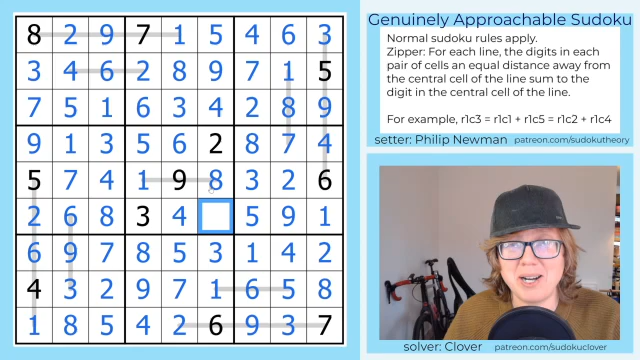 Genuinely Approachable Sudoku
Normal sudoku rules apply.
Zipper: For each line, the digits in each
pair of cells an equal distance away from
the central cell of the line sum to the
digit in the central cell of the line.
For example, r1c3 = r1c1 + r1c5 = r1c2 + r1c4
setter: Philip Newman patreon.com/sudokutheory
8 2 9 7 1 5 4 6 3
3 4 6 2 8 9 7 1 5
7 5 1 6 3 4 2 8 9
9 1 3 5 6 2 8 7 4
5 7 4 1 9 8 3 2 6
2 6 8 3 4 5 9 1
6 9 7 8 5 3 1 4 2
4 3 2 9 7 1 6 5 8
1 8 5 4 2 6 9 3 7
solver: Clover patreon.com/sudokuclover